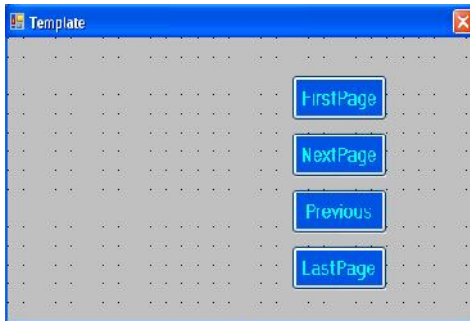 Template
FirstPage
NextPage
Previous
LastPage